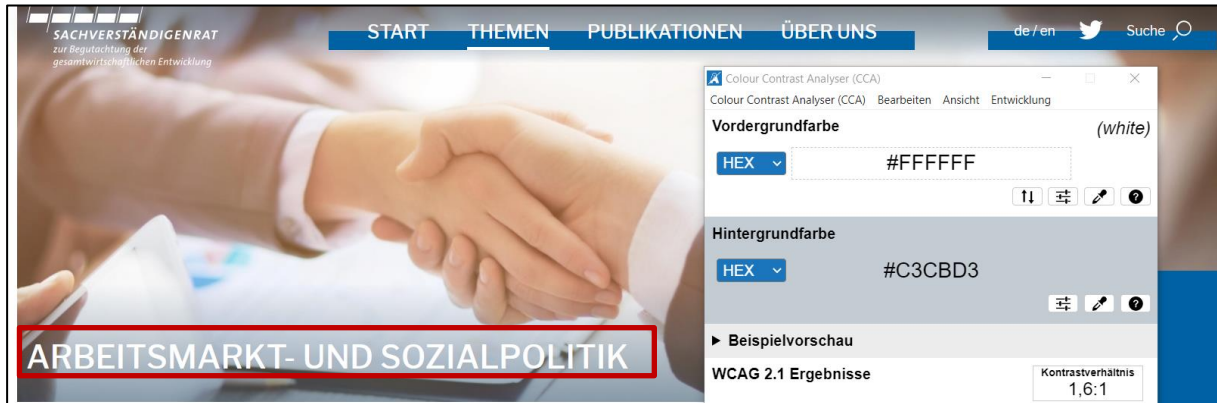 SACHVERSTÄNDIGENRAT
zur Begutachtung der
gesamtwirtschaftlichen Entwicklung
START THEMEN PUBLIKATIONEN ÜBER UNS
de/en Suche
ARBEITSMARKT- UND SOZIALPOLITIK
Colour Contrast Analyser (CCA)
Colour Contrast Analyser (CCA) Bearbeiten Ansicht Entwicklung
Vordergrundfarbe (white)
HEX #FFFFFF
Hintergrundfarbe
HEX #C3CBD3
Beispielvorschau
WCAG 2.1 Ergebnisse
Kontrastverhältnis
1,6:1